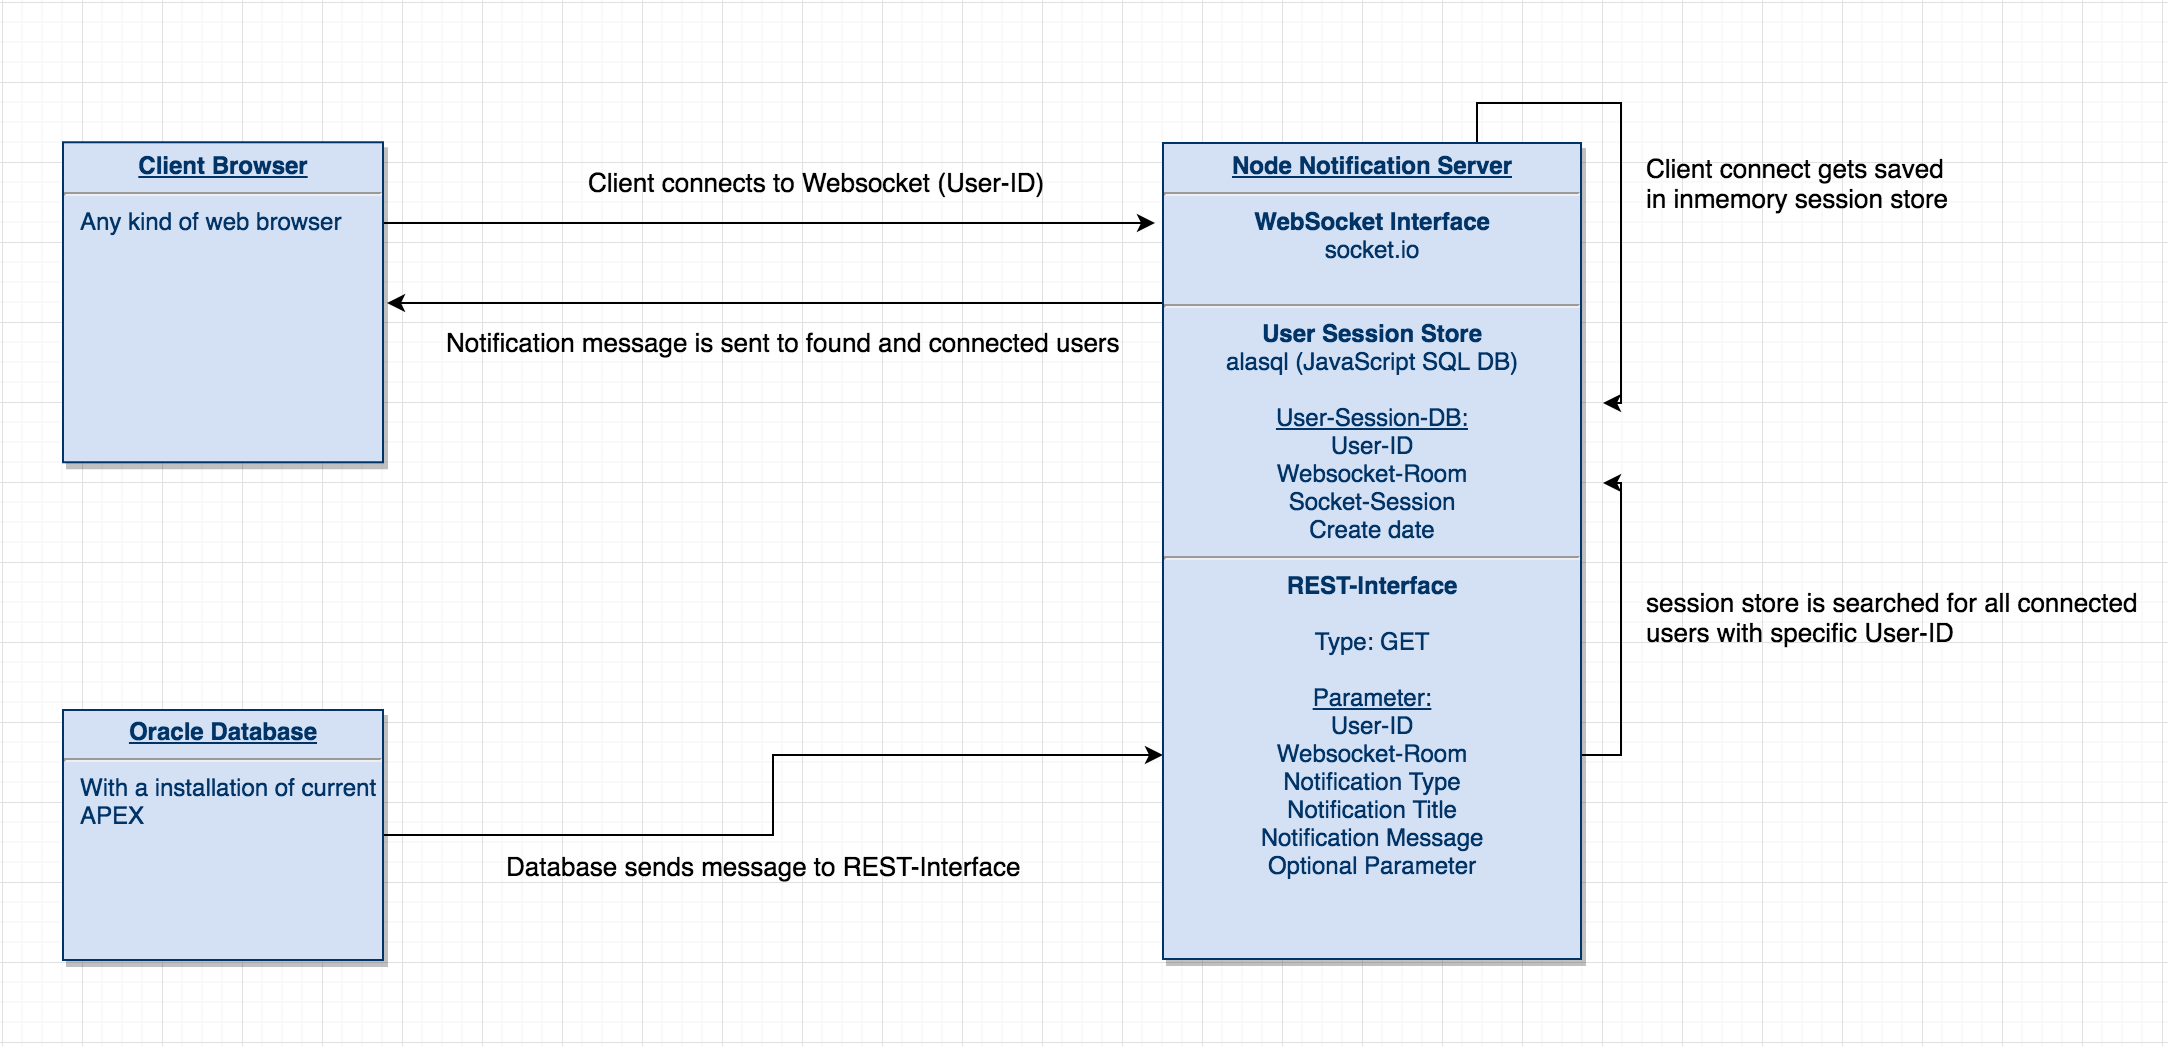 Client Browser
Any kind of web browser
Client connects to Websocket (User-ID)
Notification message is sent to found and connected users
Node Notification Server
WebSocket Interface
socket.io
User Session Store
alasql (JavaScript SQL DB)
User-Session-DB:
User-ID
Websocket-Room
Socket-Session
Create date
REST-Interface
Type: GET
Parameter:
User-ID
Websocket-Room
Notification Type
Notification Title
Notification Message
Optional Parameter
Client connect gets saved
in inmemory session store
session store is searched for all connected
users with specific User-ID
Oracle Database
With a installation of current
APEX
Database sends message to REST-Interface